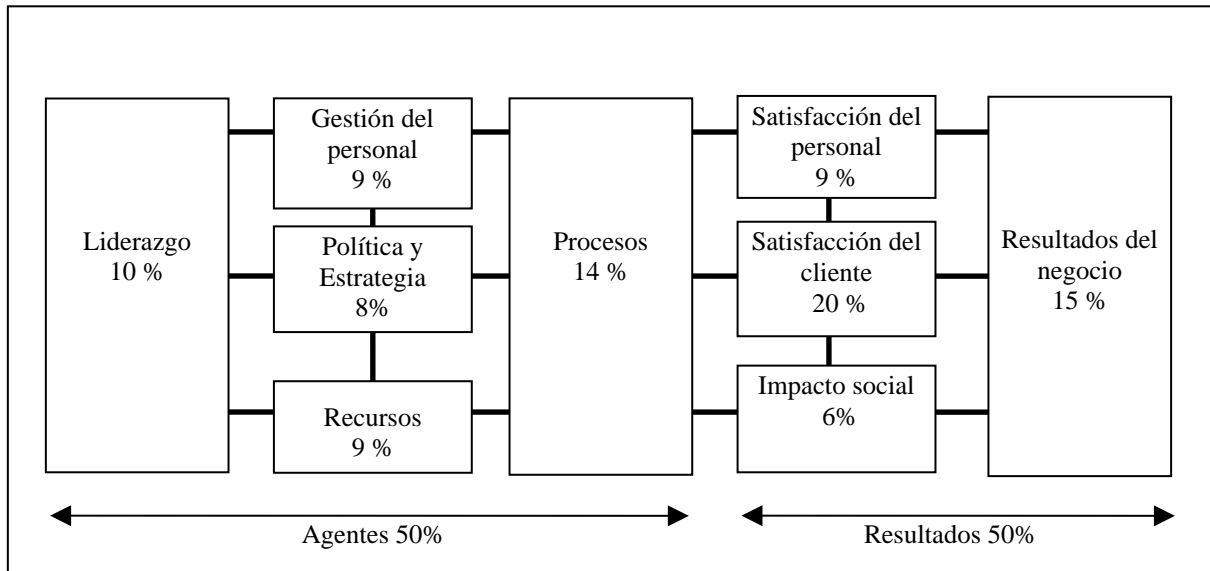 Liderazgo
10 %
Gestión del
personal
9 %
Política y
Estrategia
8%
Recursos
9 %
Procesos
14 %
Satisfacción del
personal
9 %
Satisfacción del
cliente
20 %
Impacto social
6%
Resultados del
negocio
15 %
Agentes 50%
Resultados 50%